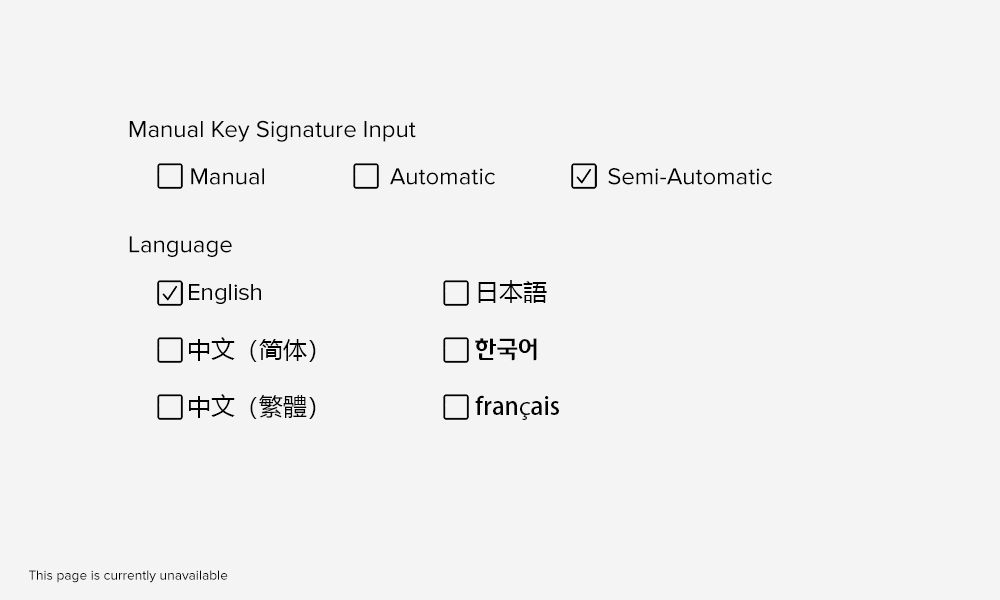 Manual Key Signature Input
Manual Automatic Semi-Automatic
Language
English 日本語
中文（简体） 한국어
中文（繁體） français
This page is currently unavailable